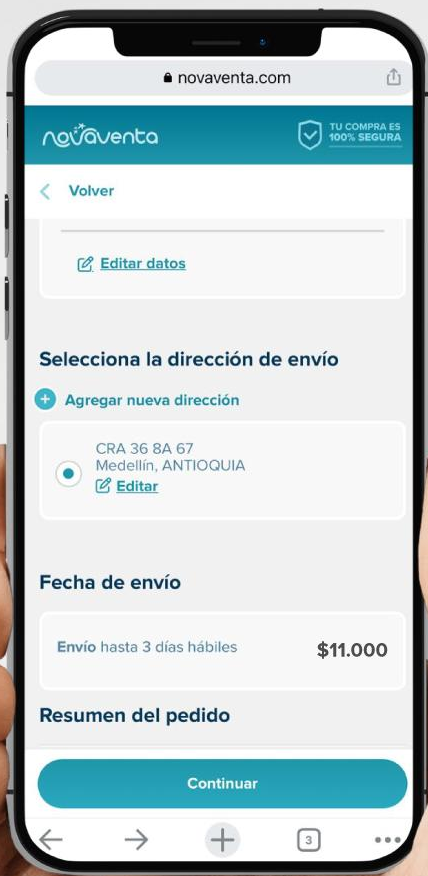 novaventa.com
novaventa
TU COMPRA ES
100% SEGURA
Volver
Editar datos
Selecciona la dirección de envío
Agregar nueva dirección
CRA 36 8A 67
Medellín, ANTIOQUIA
Editar
Fecha de envío
Envío hasta 3 días hábiles $11.000
Resumen del pedido
Continuar
3